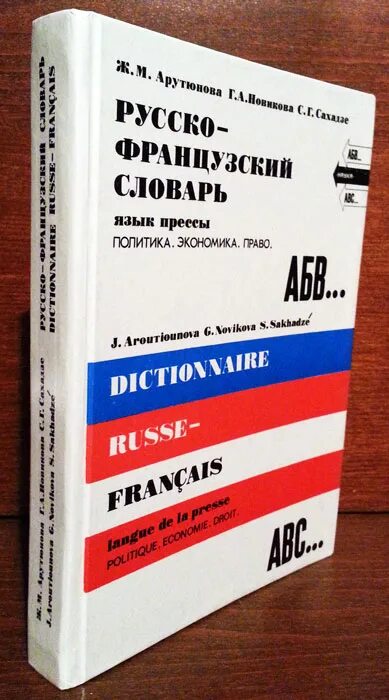 Ж. М. Арутюнова Г. А. Новикова С. Г. Сахадзе
РУССКО-
ФРАНЦУЗСКИЙ
СЛОВАРЬ
язык прессы
ПОЛИТИКА. ЭКОНОМИКА. ПРАВО.
АБВ...
ABC...
АБВ...
J. Aroutiounova G. Novikova S. Sakhadzé
DICTIONNAIRE
RUSSE-
FRANÇAIS
langue de la presse
POLITIQUE. ECONOMIE. DROIT.
ABC...
Ж. М. Арутюнова Г. А. Новикова С. Г. Сахадзе РУССКО-ФРАНЦУЗСКИЙ СЛОВАРЬ
J. Aroutiounova G. Novikova S. Sakhadzé DICTIONNAIRE RUSSE-FRANÇAIS